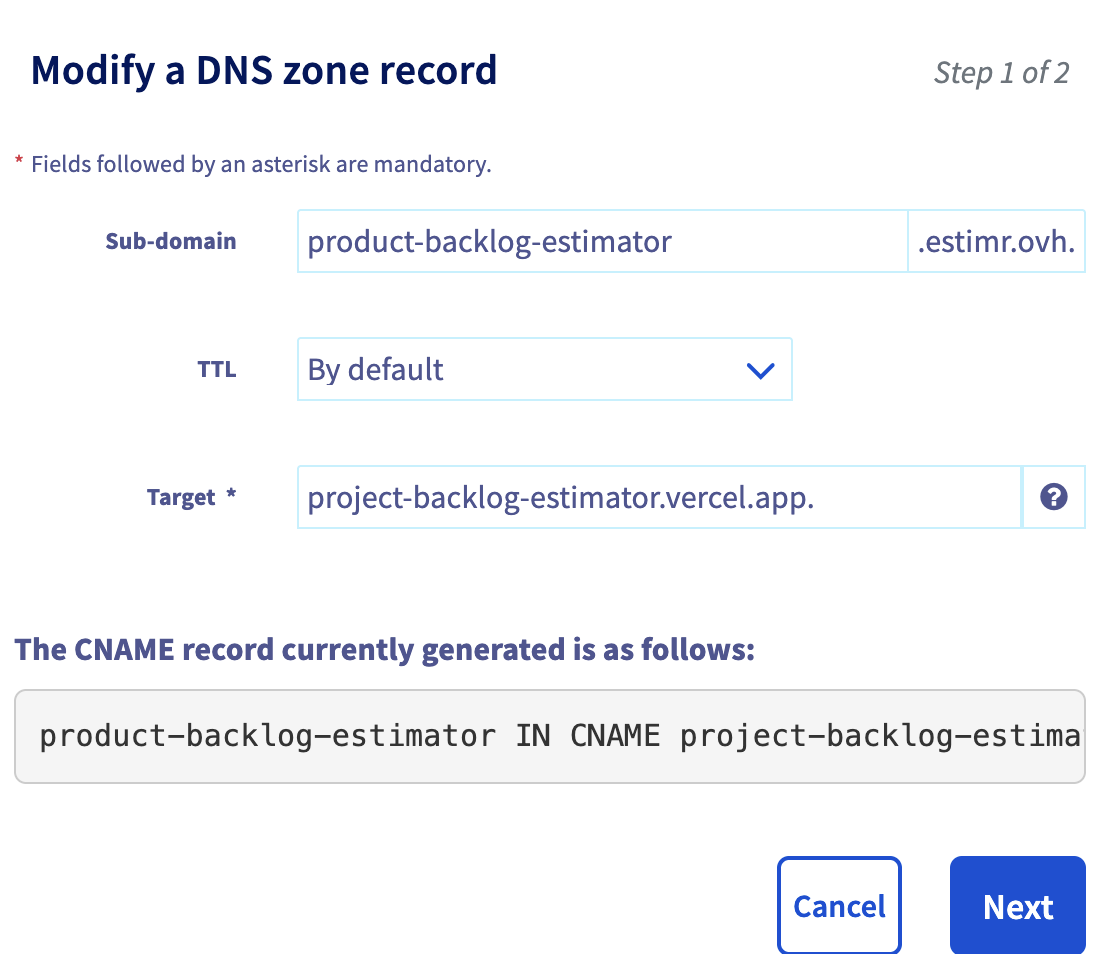 Modify a DNS zone record
Step 1 of 2
* Fields followed by an asterisk are mandatory.
Sub-domain product-backlog-estimator .estimr.ovh.
TTL By default
Target * project-backlog-estimator.vercel.app. ?
The CNAME record currently generated is as follows:
product-backlog-estimator IN CNAME project-backlog-estima
Cancel Next